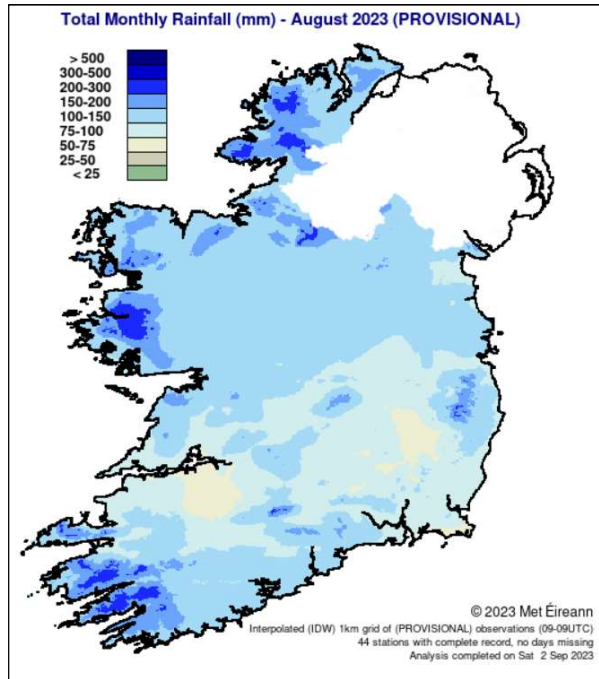 Total Monthly Rainfall (mm) - August 2023 (PROVISIONAL)
> 500
300-500
200-300
150-200
100-150
75-100
50-75
25-50
< 25
© 2023 Met Éireann
Interpolated (IDW) 1km grid of (PROVISIONAL) observations (09-09UTC)
44 stations with complete record, no days missing
Analysis completed on Sat 2 Sep 2023